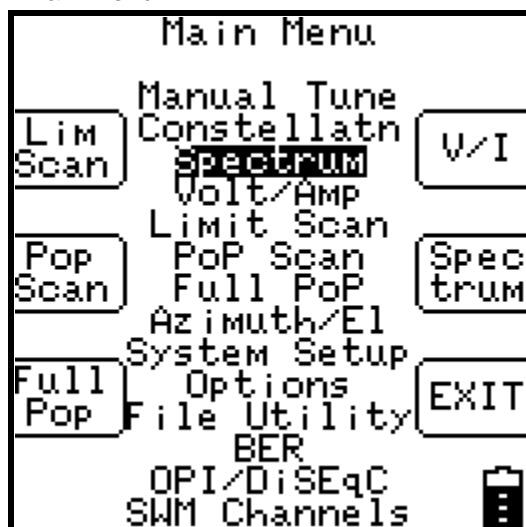 Main Menu
Manual Tune
Constellatn
Spectrum
Volt/Amp
Limit Scan
PoP Scan
Full PoP
Azimuth/El
System Setup
Options
File Utility
BER
OPI/DiSEqC
SWM Channels
Lim
Scan
Pop
Scan
Full
Pop
V/I
Spec
trum
EXIT